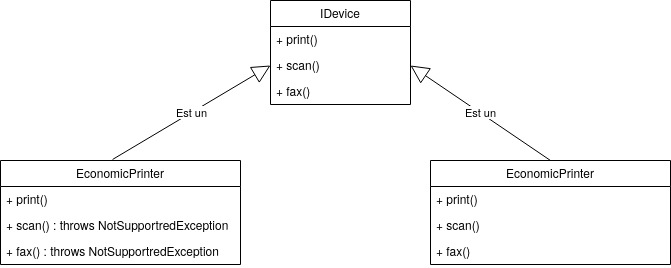 IDevice
+ print()
+ scan()
+ fax()
Est un
Est un
EconomicPrinter
+ print()
+ scan() : throws NotSupportredException
+ fax() : throws NotSupportredException
EconomicPrinter
+ print()
+ scan()
+ fax()